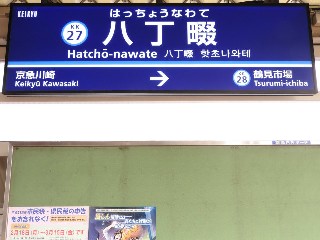 KEIKYU
はっちょうなわて
KK
27
八丁畷
Hatchō-nawate 八丁畷 핫초나와테
京急川崎
Keikyū Kawasaki
→
KK
28
鶴見市場
Tsurumi-ichiba